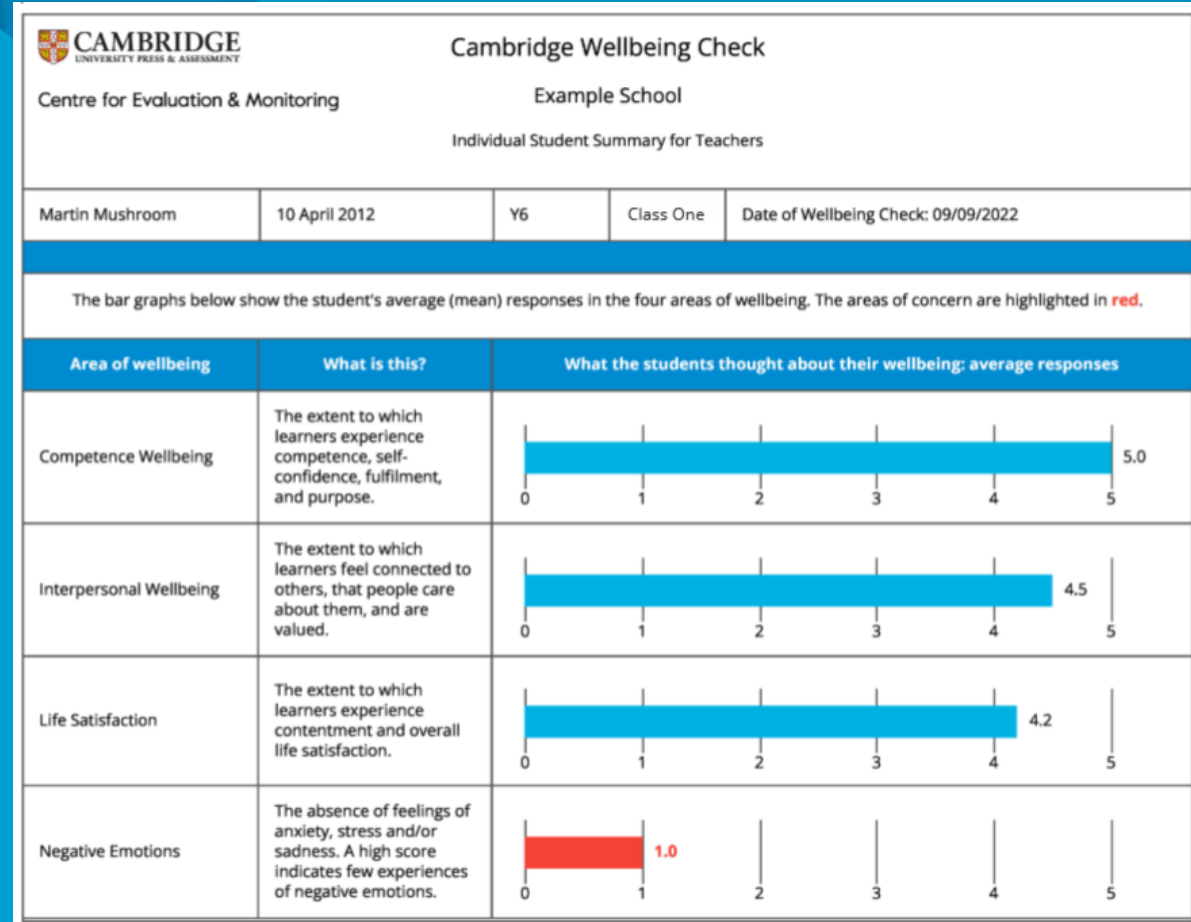 CAMBRIDGE
UNIVERSITY PRESS & ASSESSMENT
Cambridge Wellbeing Check
Centre for Evaluation & Monitoring
Example School
Individual Student Summary for Teachers
Martin Mushroom
10 April 2012
Y6
Class One
Date of Wellbeing Check: 09/09/2022
The bar graphs below show the student's average (mean) responses in the four areas of wellbeing. The areas of concern are highlighted in red.
Area of wellbeing
What is this?
What the students thought about their wellbeing: average responses
Competence Wellbeing
The extent to which
learners experience
competence, self-
confidence, fulfilment,
and purpose.
5.0
0 1 2 3 4 5
Interpersonal Wellbeing
The extent to which
learners feel connected to
others, that people care
about them, and are
valued.
4.5
0 1 2 3 4 5
Life Satisfaction
The extent to which
learners experience
contentment and overall
life satisfaction.
4.2
0 1 2 3 4 5
Negative Emotions
The absence of feelings of
anxiety, stress and/or
sadness. A high score
indicates few experiences
of negative emotions.
1.0
0 1 2 3 4 5